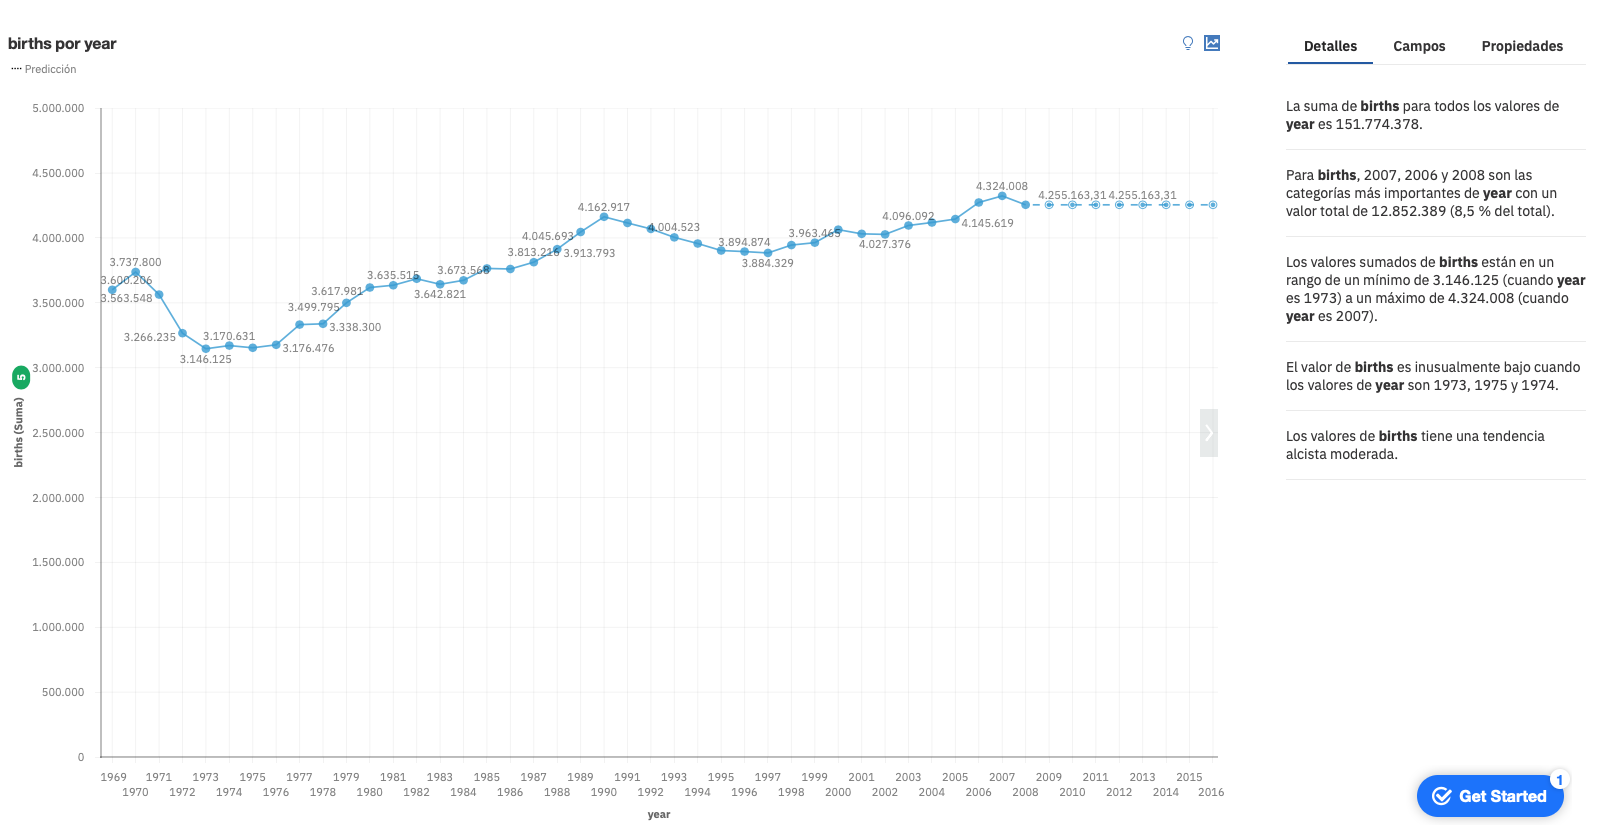 births por year
Predicción
5.000.000
4.500.000
4.000.000
3.500.000
3.000.000
2.500.000
2.000.000
1.500.000
1.000.000
500.000
0
births (Suma)
5
3.600.206
3.737.800
3.563.548
3.266.235
3.146.125
3.170.631
3.176.476
3.499.795
3.338.300
3.617.981
3.635.515
3.642.821
3.673.568
3.813.216
4.045.693
3.913.793
4.162.917
4.004.523
3.894.874
3.884.329
3.963.465
4.027.376
4.096.092
4.145.619
4.324.008
4.255.163,31 4.255.163,31
1969 1971 1973 1975 1977 1979 1981 1983 1985 1987 1989 1991 1993 1995 1997 1999 2001 2003 2005 2007 2009 2011 2013 2015
1970 1972 1974 1976 1978 1980 1982 1984 1986 1988 1990 1992 1994 1996 1998 2000 2002 2004 2006 2008 2010 2012 2014 2016
year
Detalles Campos Propiedades
La suma de births para todos los valores de
year es 151.774.378.
Para births, 2007, 2006 y 2008 son las
categorías más importantes de year con un
valor total de 12.852.389 (8,5 % del total).
Los valores sumados de births están en un
rango de un mínimo de 3.146.125 (cuando year
es 1973) a un máximo de 4.324.008 (cuando
year es 2007).
El valor de births es inusualmente bajo cuando
los valores de year son 1973, 1975 y 1974.
Los valores de births tiene una tendencia
alcista moderada.
Get Started
1